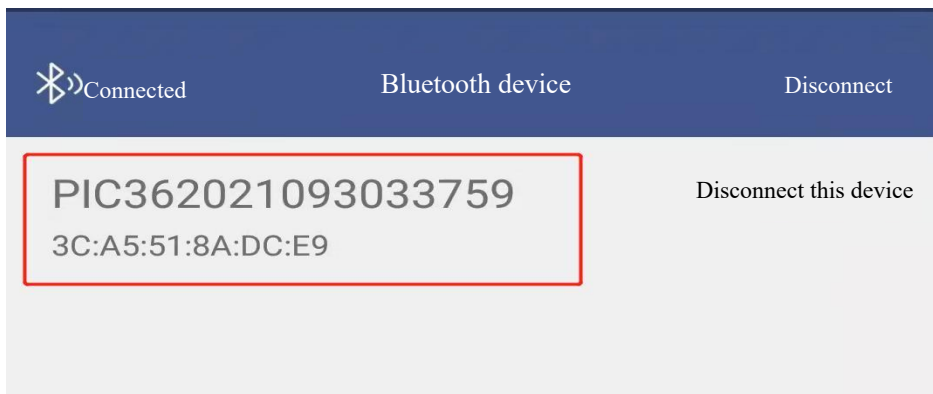 Connected Bluetooth device Disconnect
PIC362021093033759 Disconnect this device
3C:A5:51:8A:DC:E9